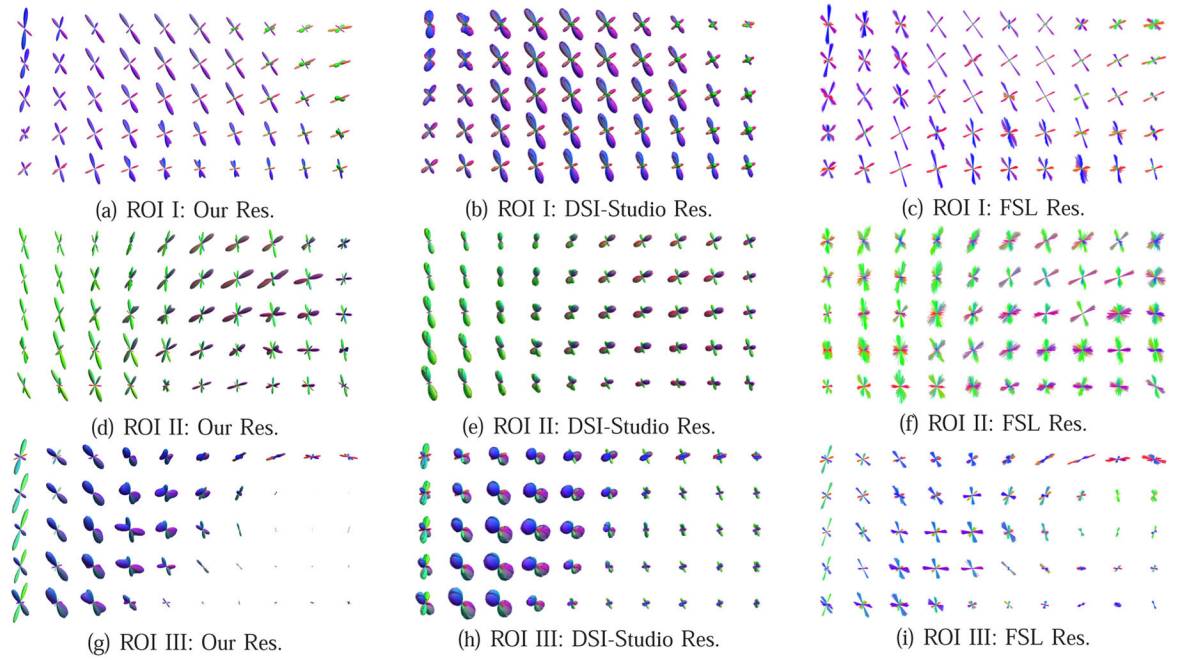 (a) ROI I: Our Res.
(b) ROI I: DSI-Studio Res.
(c) ROI I: FSL Res.
(d) ROI II: Our Res.
(e) ROI II: DSI-Studio Res.
(f) ROI II: FSL Res.
(g) ROI III: Our Res.
(h) ROI III: DSI-Studio Res.
(i) ROI III: FSL Res.